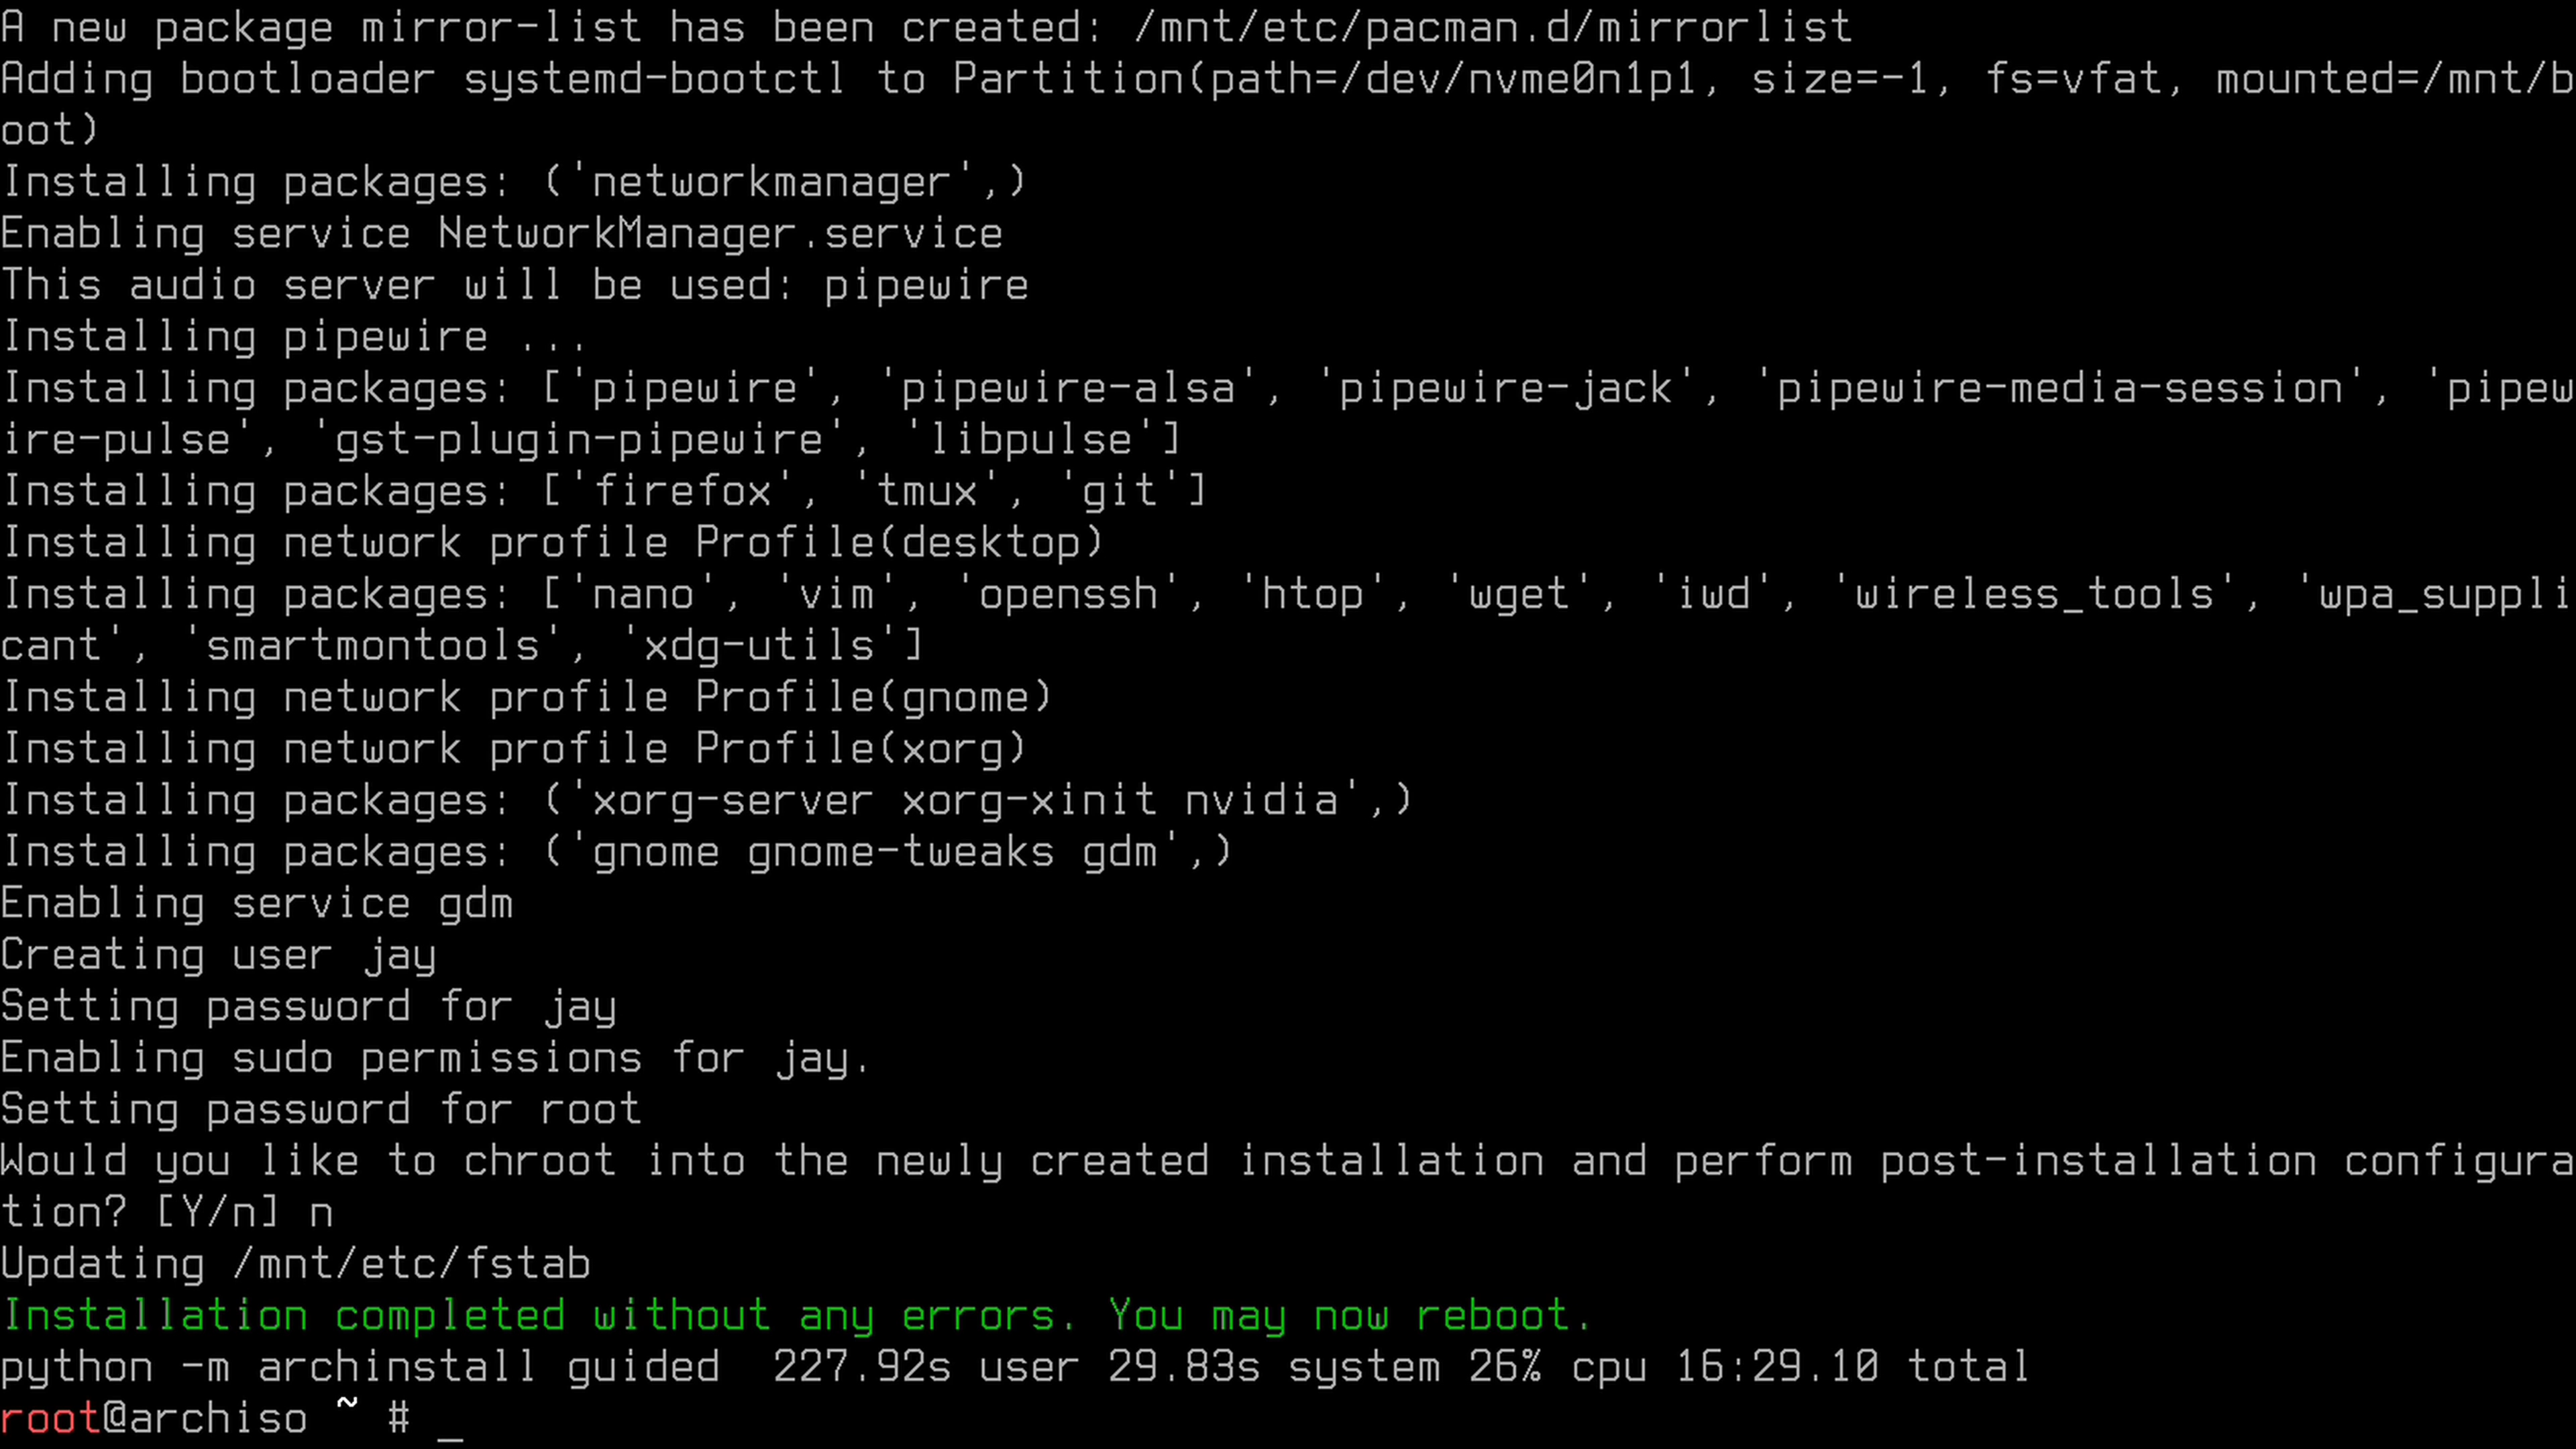 A new package mirror-list has been created: /mnt/etc/pacman.d/mirrorlist
Adding bootloader systemd-bootctl to Partition(path=/dev/nvme0n1p1, size=-1, fs=vfat, mounted=/mnt/b
oot)
Installing packages: ('networkmanager',)
Enabling service NetworkManager.service
This audio server will be used: pipewire
Installing pipewire ...
Installing packages: ['pipewire', 'pipewire-alsa', 'pipewire-jack', 'pipewire-media-session', 'pipew
ire-pulse', 'gst-plugin-pipewire', 'libpulse']
Installing packages: ['firefox', 'tmux', 'git']
Installing network profile Profile(desktop)
Installing packages: ['nano', 'vim', 'openssh', 'htop', 'wget', 'iwd', 'wireless_tools', 'wpa_suppli
cant', 'smartmontools', 'xdg-utils']
Installing network profile Profile(gnome)
Installing network profile Profile(xorg)
Installing packages: ('xorg-server xorg-xinit nvidia',)
Installing packages: ('gnome gnome-tweaks gdm',)
Enabling service gdm
Creating user jay
Setting password for jay
Enabling sudo permissions for jay.
Setting password for root
Would you like to chroot into the newly created installation and perform post-installation configura
tion? [Y/n] n
Updating /mnt/etc/fstab
Installation completed without any errors. You may now reboot.
python -m archinstall guided  227.92s user 29.83s system 26% cpu 16:29.10 total
root@archiso ~ # _